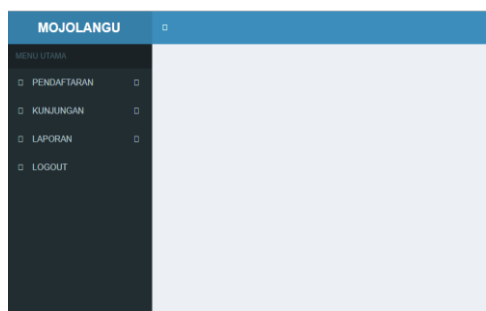 MOJOLANGU
MENU UTAMA
PENDAFTARAN
KUNJUNGAN
LAPORAN
LOGOUT